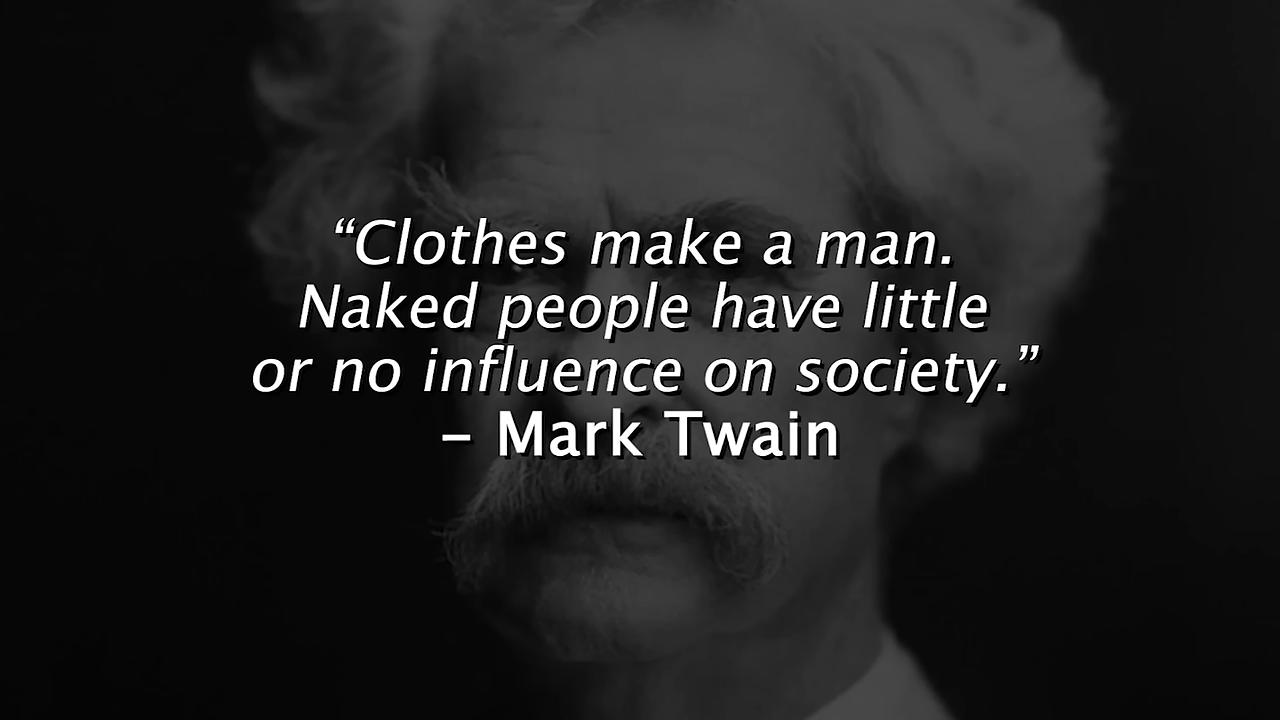 “Clothes make a man.
Naked people have little
or no influence on society.”
– Mark Twain